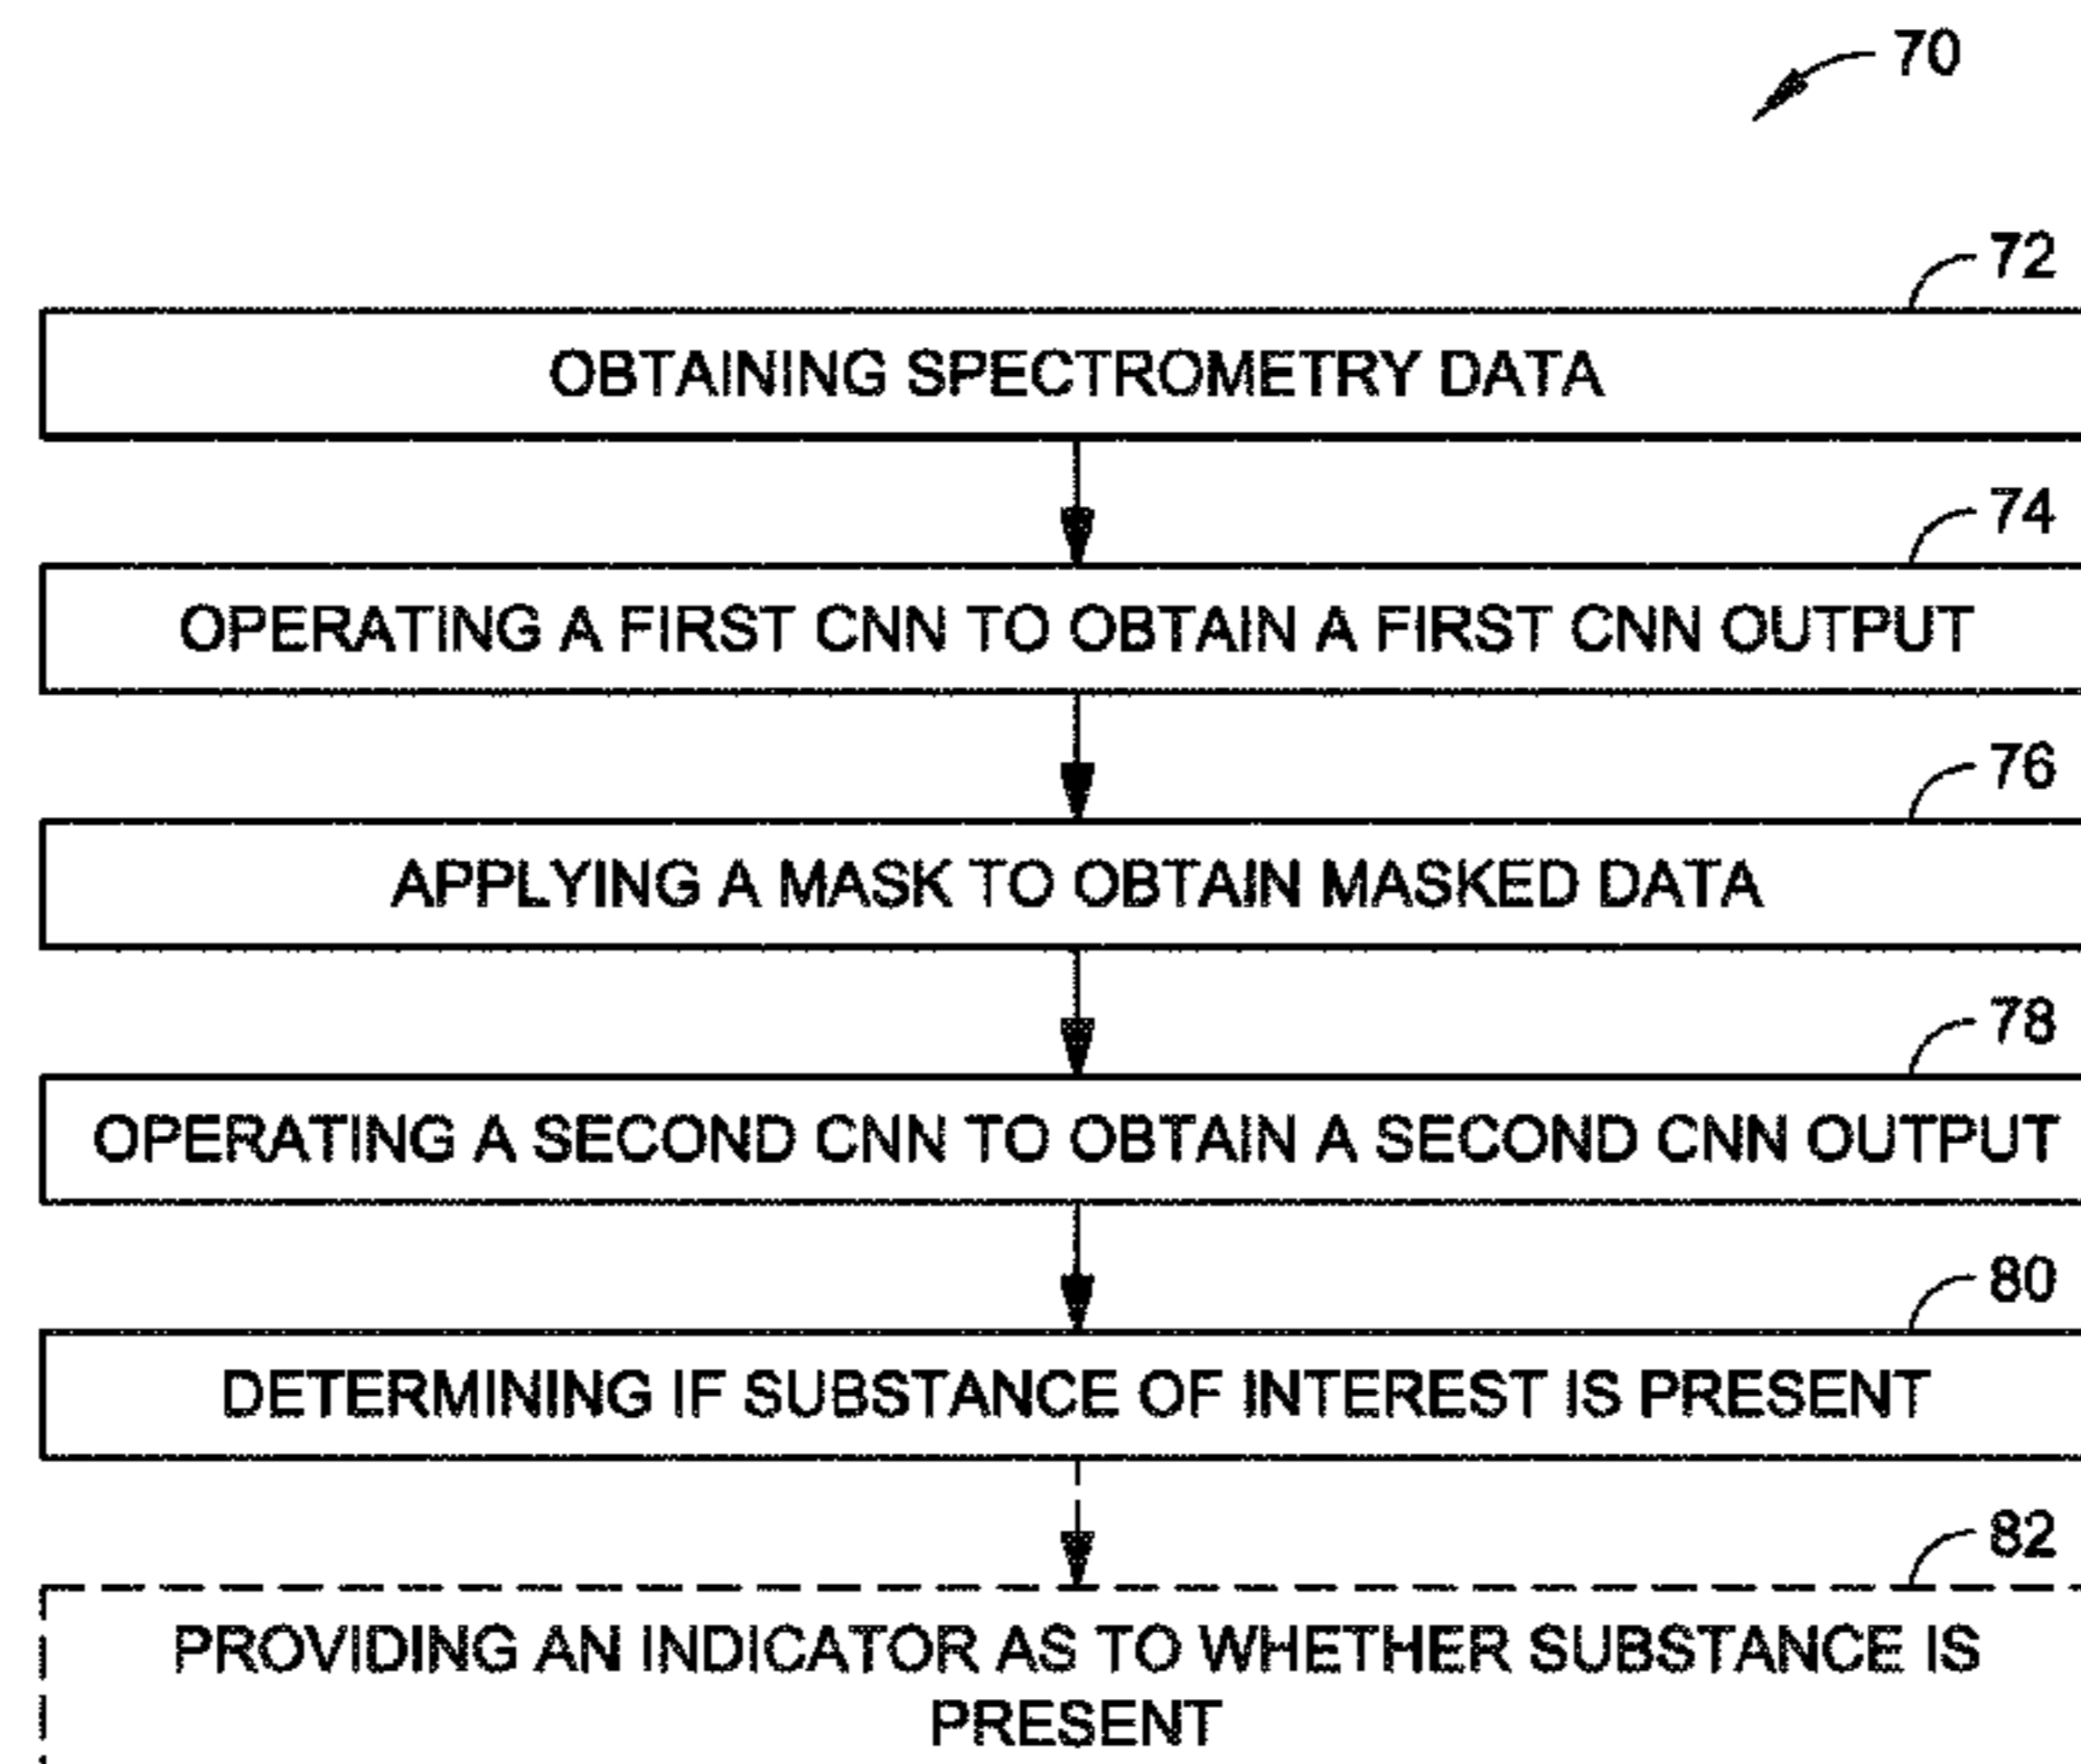 70
72
OBTAINING SPECTROMETRY DATA
74
OPERATING A FIRST CNN TO OBTAIN A FIRST CNN OUTPUT
76
APPLYING A MASK TO OBTAIN MASKED DATA
78
OPERATING A SECOND CNN TO OBTAIN A SECOND CNN OUTPUT
80
DETERMINING IF SUBSTANCE OF INTEREST IS PRESENT
82
PROVIDING AN INDICATOR AS TO WHETHER SUBSTANCE IS
PRESENT